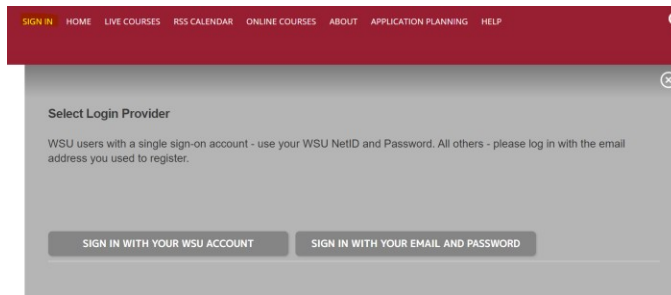 SIGN IN HOME LIVE COURSES RSS CALENDAR ONLINE COURSES ABOUT APPLICATION PLANNING HELP
Select Login Provider
WSU users with a single sign-on account - use your WSU NetID and Password. All others - please log in with the email
address you used to register.
SIGN IN WITH YOUR WSU ACCOUNT SIGN IN WITH YOUR EMAIL AND PASSWORD